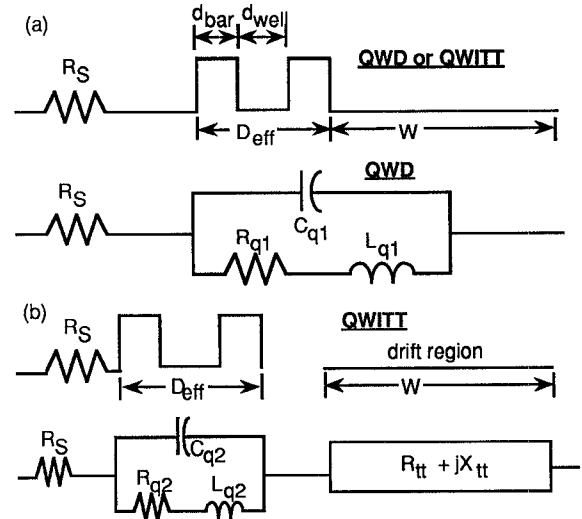 (a)
d_bar d_wel
R_S
QWD or QWITT
D_eff
W
QWD
R_S
C_q1
R_q1
L_q1
(b)
QWITT
R_S
drift region
D_eff
W
R_S
C_q2
R_q2
L_q2
R_tt + jX_tt